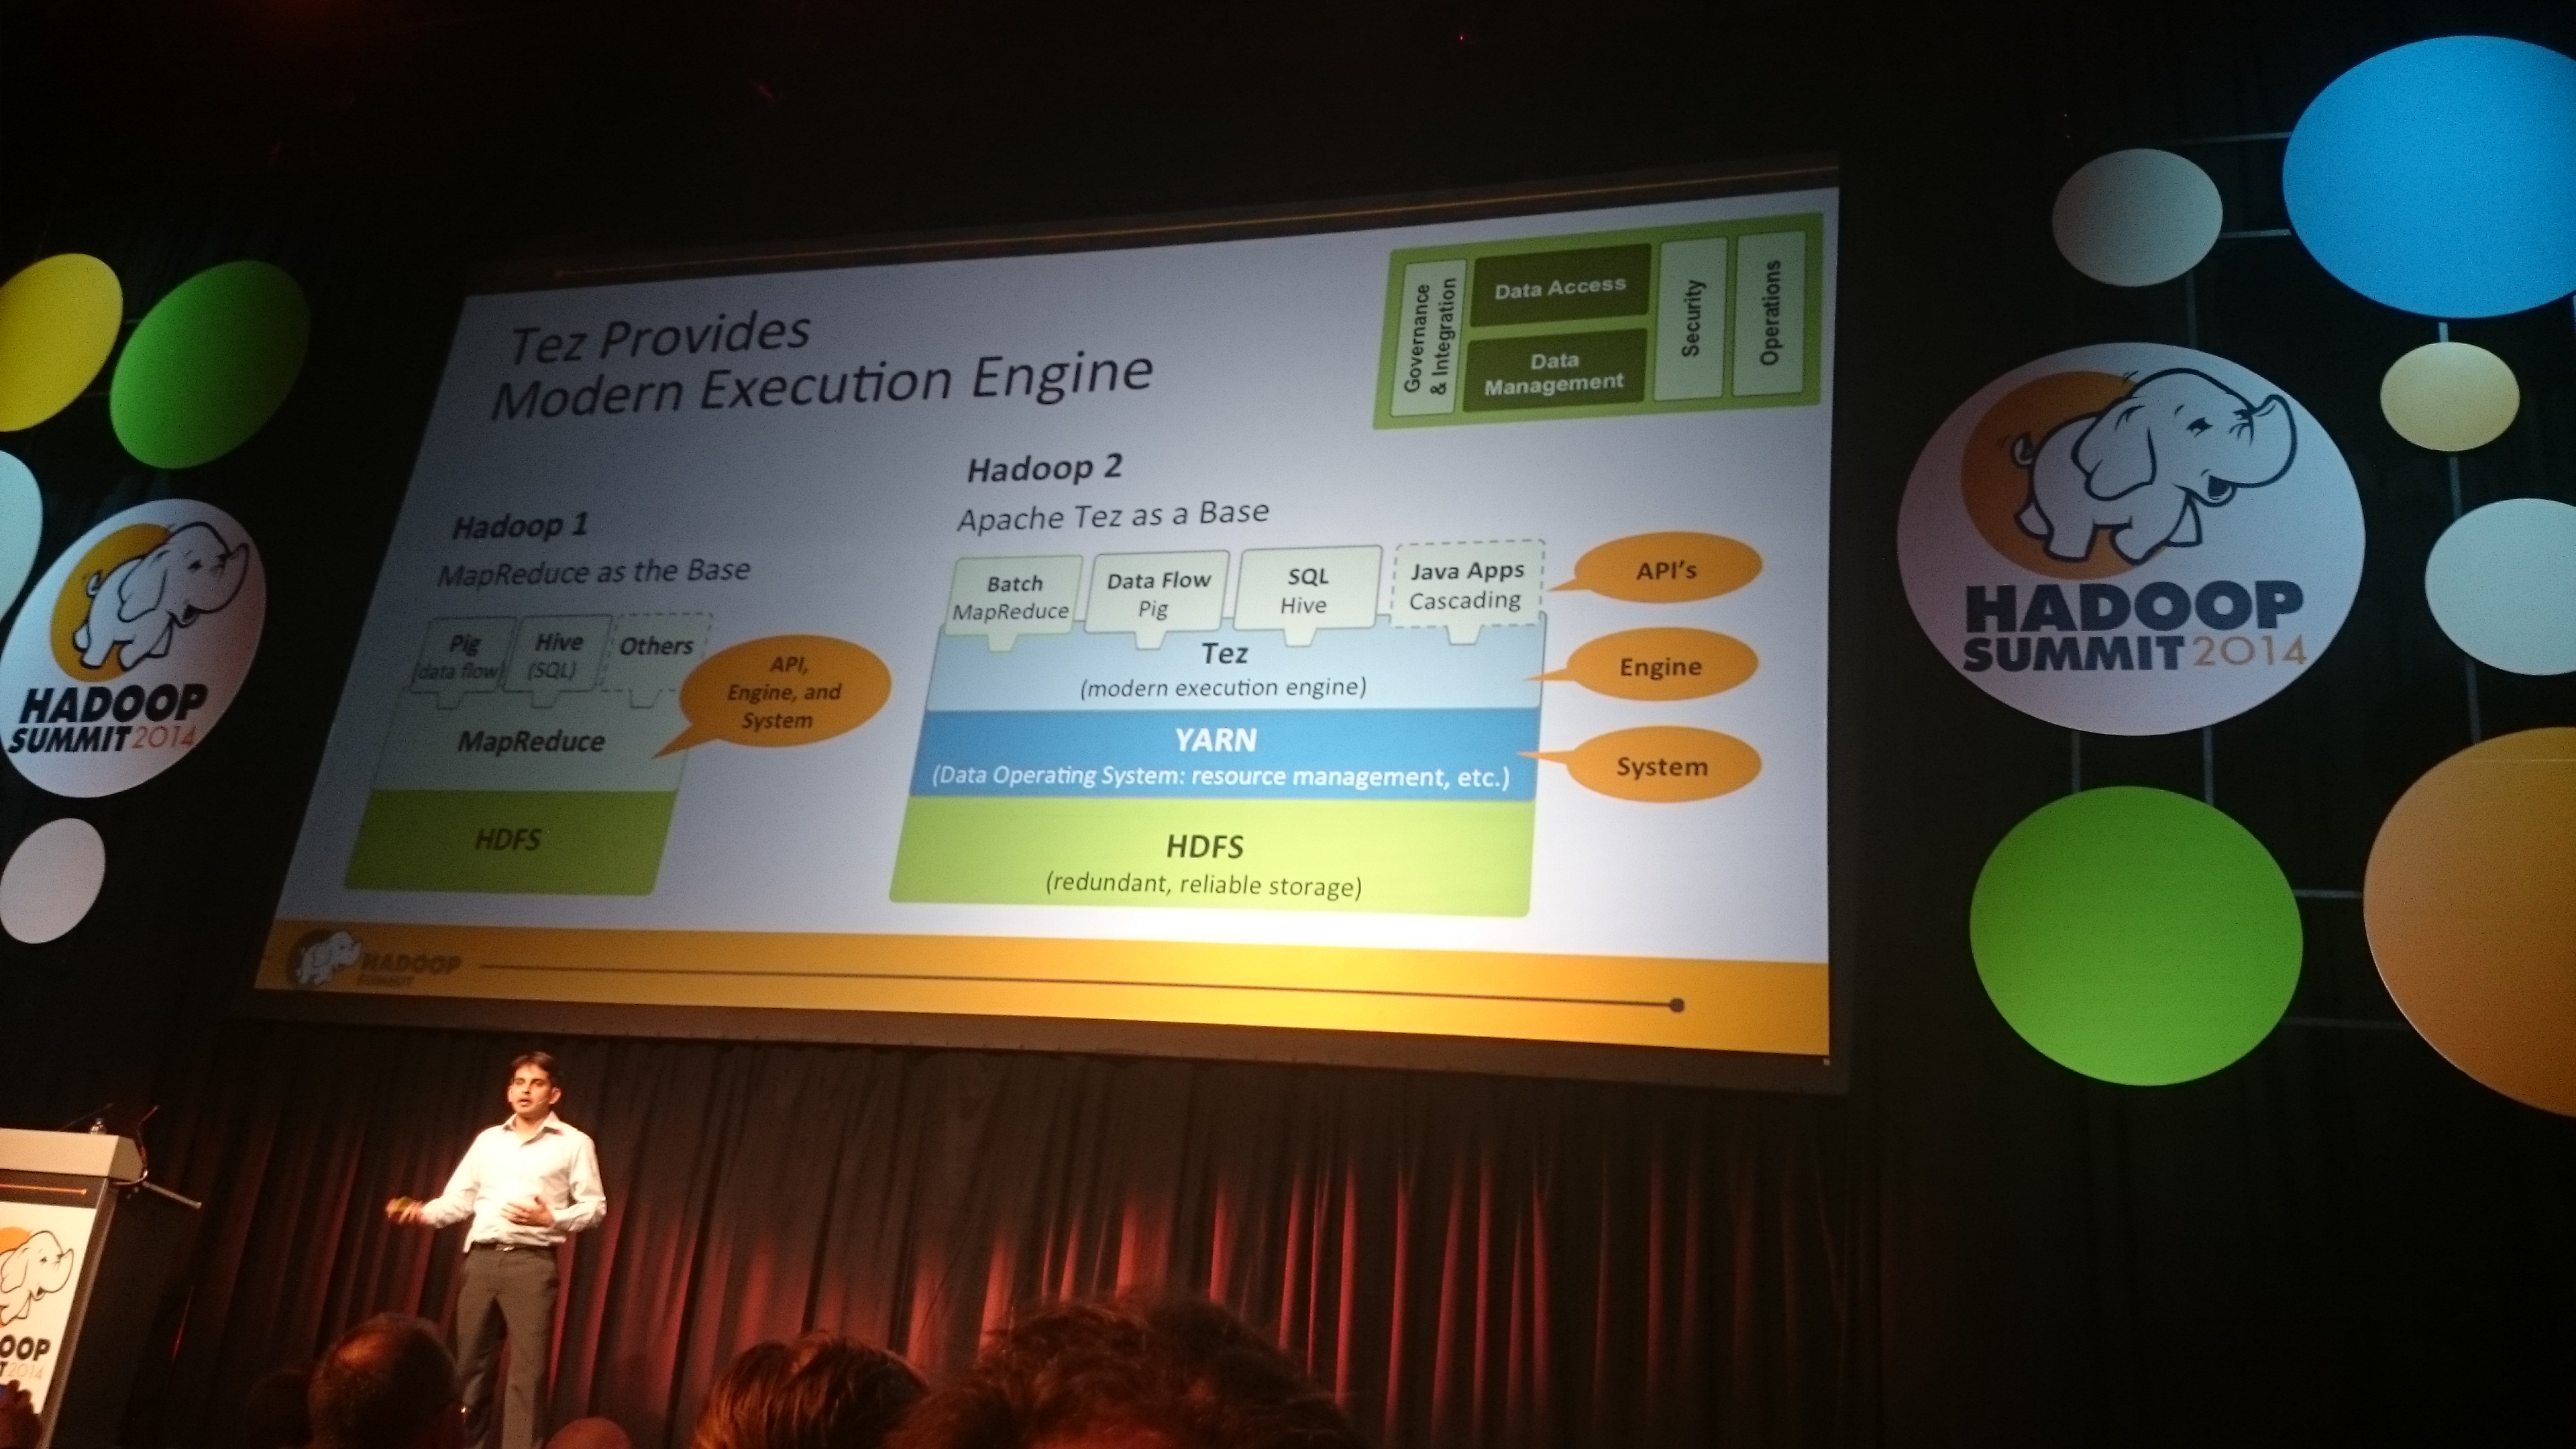 Tez Provides
Modern Execution Engine
Governance
& Integration
Data Access
Data
Management
Security
Operations
Hadoop 1
MapReduce as the Base
Pig
(data flow)
Hive
(SQL)
Others
API,
Engine, and
System
MapReduce
HDFS
Hadoop 2
Apache Tez as a Base
Batch
MapReduce
Data Flow
Pig
SQL
Hive
Java Apps
Cascading
API's
Tez
(modern execution engine)
Engine
YARN
(Data Operating System: resource management, etc.)
System
HDFS
(redundant, reliable storage)
HADOOP
SUMMIT
HADOOP
SUMMIT 2014
HADOOP
SUMMIT 2014
OOP
T 2014